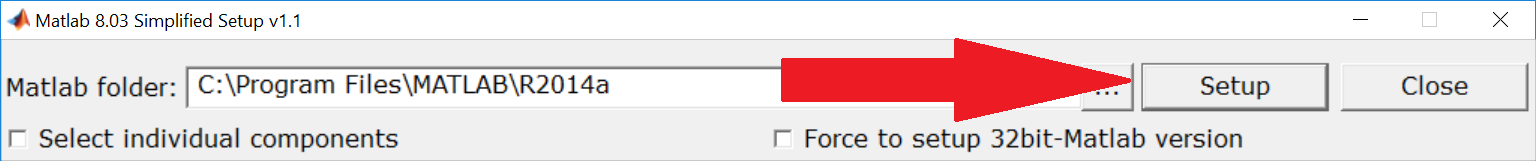 Matlab 8.03 Simplified Setup v1.1
Matlab folder: C:\Program Files\MATLAB\R2014a ... Setup Close
Select individual components Force to setup 32bit-Matlab version